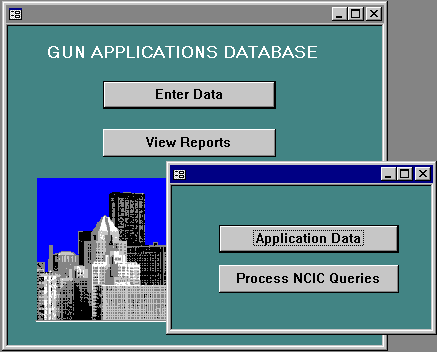 GUN APPLICATIONS DATABASE
Enter Data
View Reports
Application Data
Process NCIC Queries